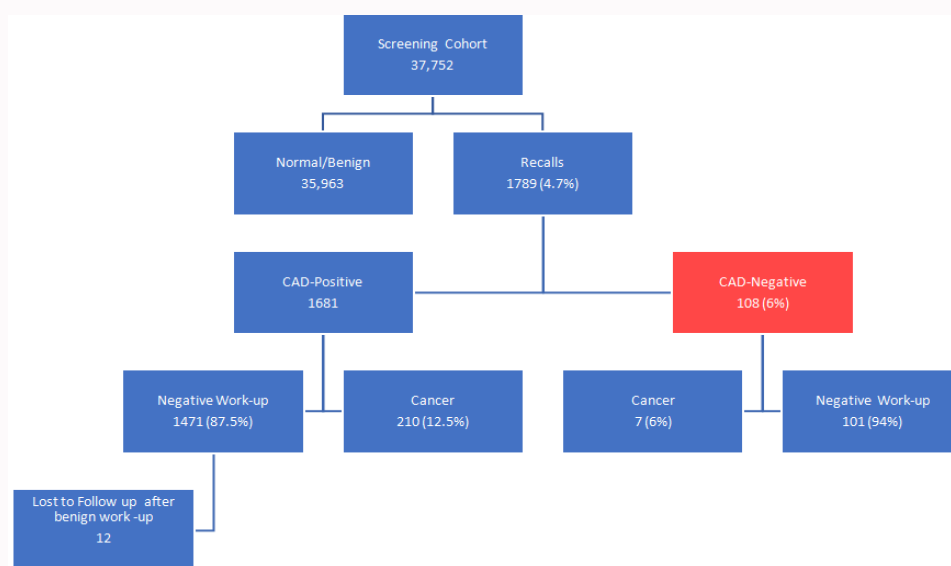 Screening Cohort
37,752
Normal/Benign
35,963
Recalls
1789 (4.7%)
CAD-Positive
1681
CAD-Negative
108 (6%)
Negative Work-up
1471 (87.5%)
Cancer
210 (12.5%)
Cancer
7 (6%)
Negative Work-up
101 (94%)
Lost to Follow up after
benign work -up
12